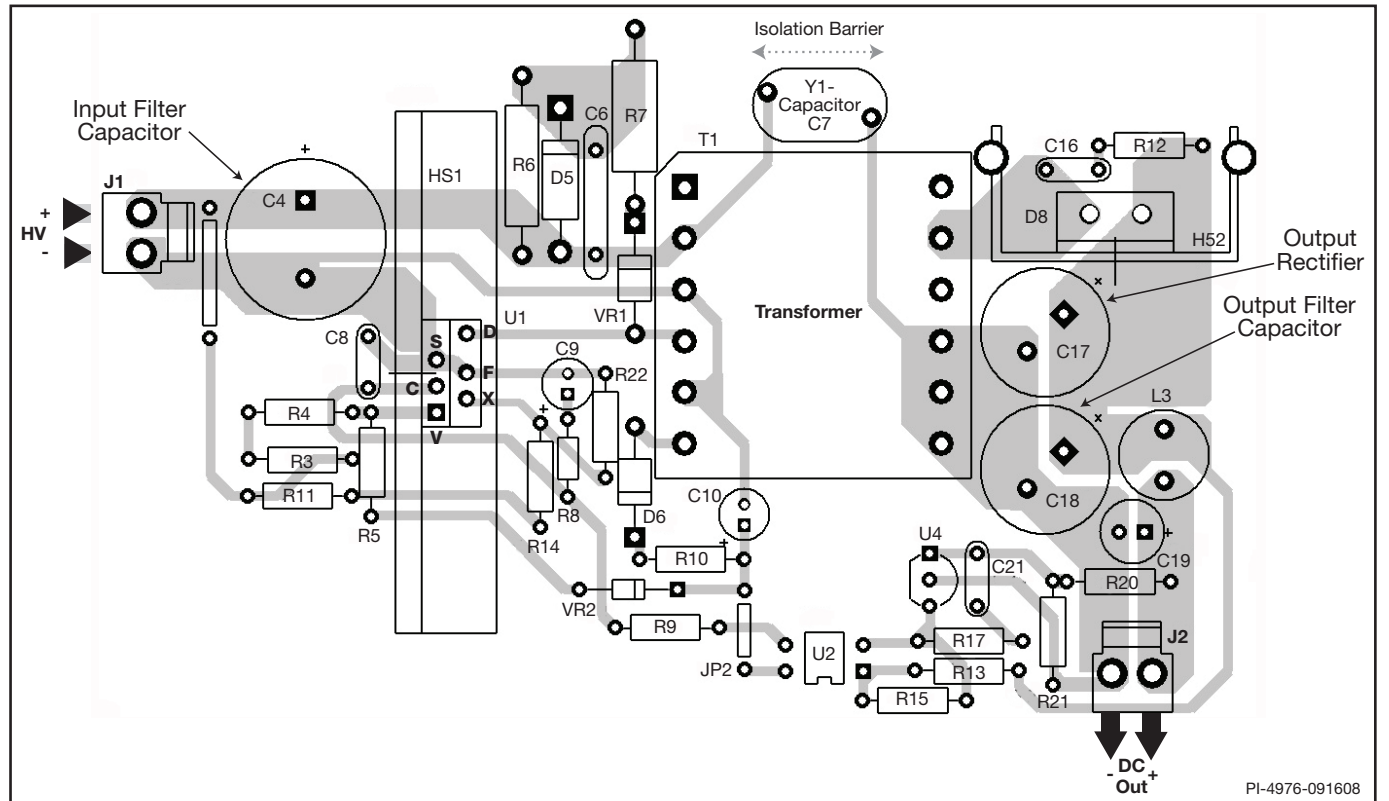 Isolation Barrier
Input Filter
Capacitor
Y1-
Capacitor
C7
C6
R7
T1
R6
D5
HS1
C16
R12
J1
+
C4
+
HV
-
D8
H52
Output
Rectifier
Output Filter
Capacitor
Transformer
VR1
U1
D
S
C8
F
C
X
V
C9
R22
C17
x
x
L3
R4
R3
R11
R5
+
R14
R8
D6
C10
+
C18
C19
+
R10
U4
C21
R20
VR2
R9
JP2
U2
R17
R13
R15
R21
J2
- DC +
Out
PI-4976-091608